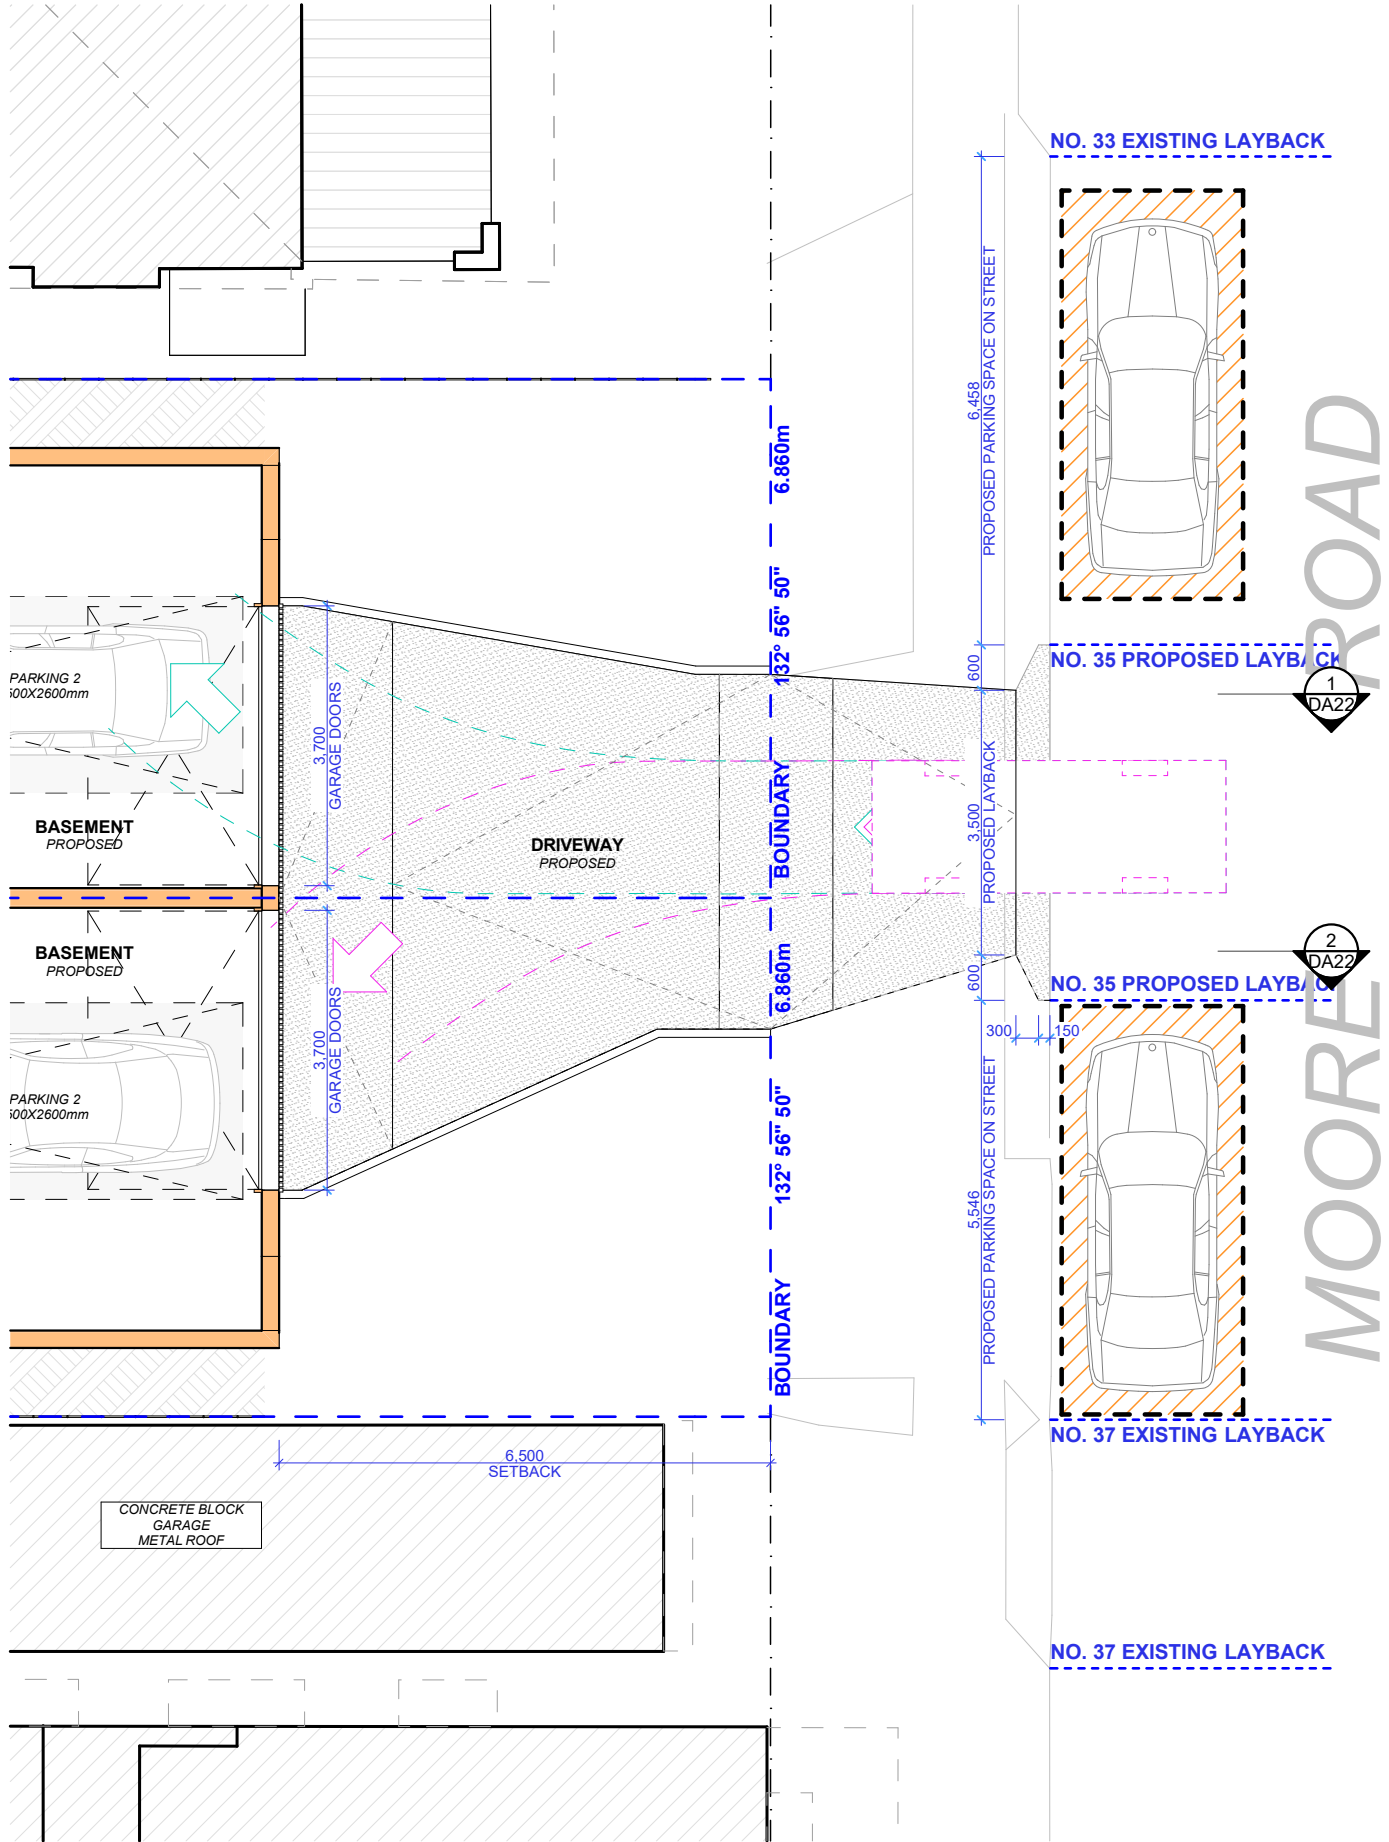 NO. 33 EXISTING LAYBACK
6,458
PROPOSED PARKING SPACE ON STREET
ROAD
6.860m
132° 56" 50"
600
NO. 35 PROPOSED LAYBACK
1
DA22
PARKING 2
3,700
GARAGE DOORS
BASEMENT
PROPOSED
DRIVEWAY
PROPOSED
BOUNDARY
3,500
PROPOSED LAYBACK
BASEMENT
PROPOSED
3,700
GARAGE DOORS
6.860m
132° 56" 50"
BOUNDARY
600
2
DA22
NO. 35 PROPOSED LAYBACK
300
150
PARKING 2
5,546
PROPOSED PARKING SPACE ON STREET
MOORE
NO. 37 EXISTING LAYBACK
6,500
SETBACK
CONCRETE BLOCK
GARAGE
METAL ROOF
NO. 37 EXISTING LAYBACK